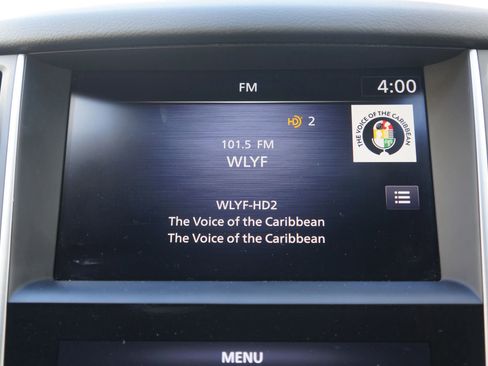 FM
4:00
HD 2
THE VOICE OF THE CARIBBEAN
101.5 FM
WLYF
WLYF-HD2
The Voice of the Caribbean
The Voice of the Caribbean
MENU